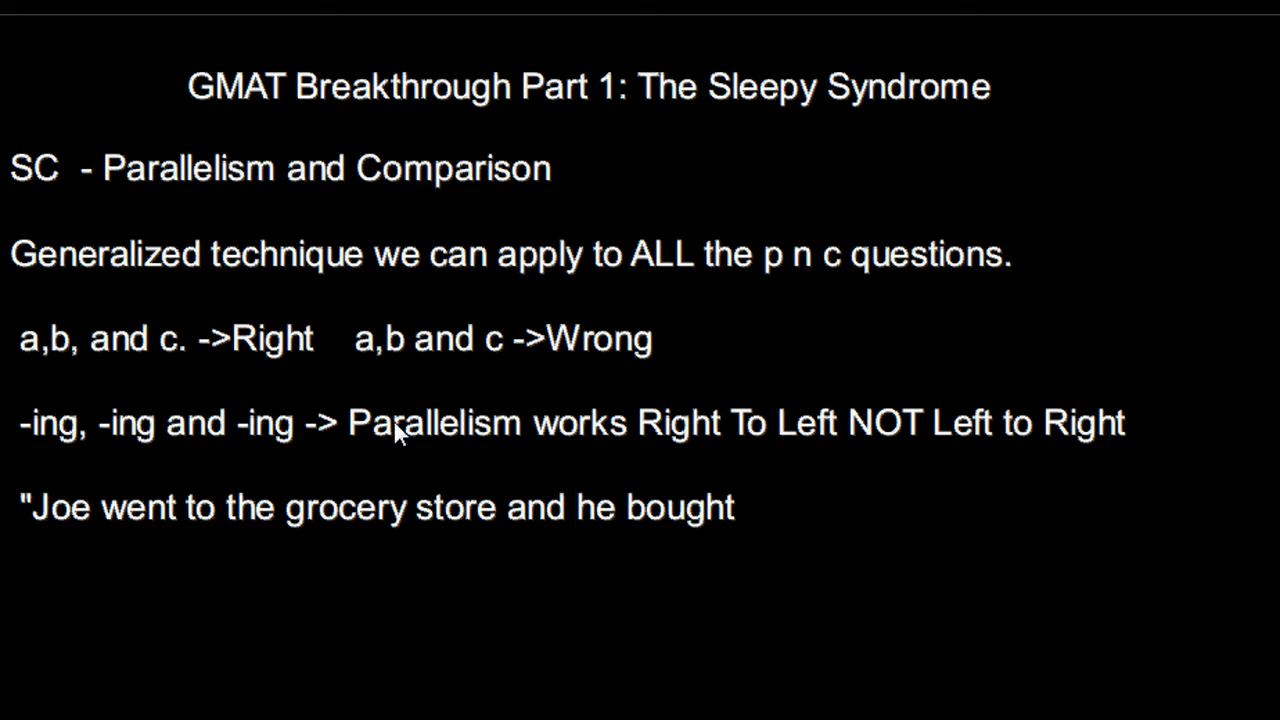 GMAT Breakthrough Part 1: The Sleepy Syndrome
SC - Parallelism and Comparison
Generalized technique we can apply to ALL the p n c questions.
a,b, and c. ->Right a,b and c ->Wrong
-ing, -ing and -ing -> Parallelism works Right To Left NOT Left to Right
"Joe went to the grocery store and he bought